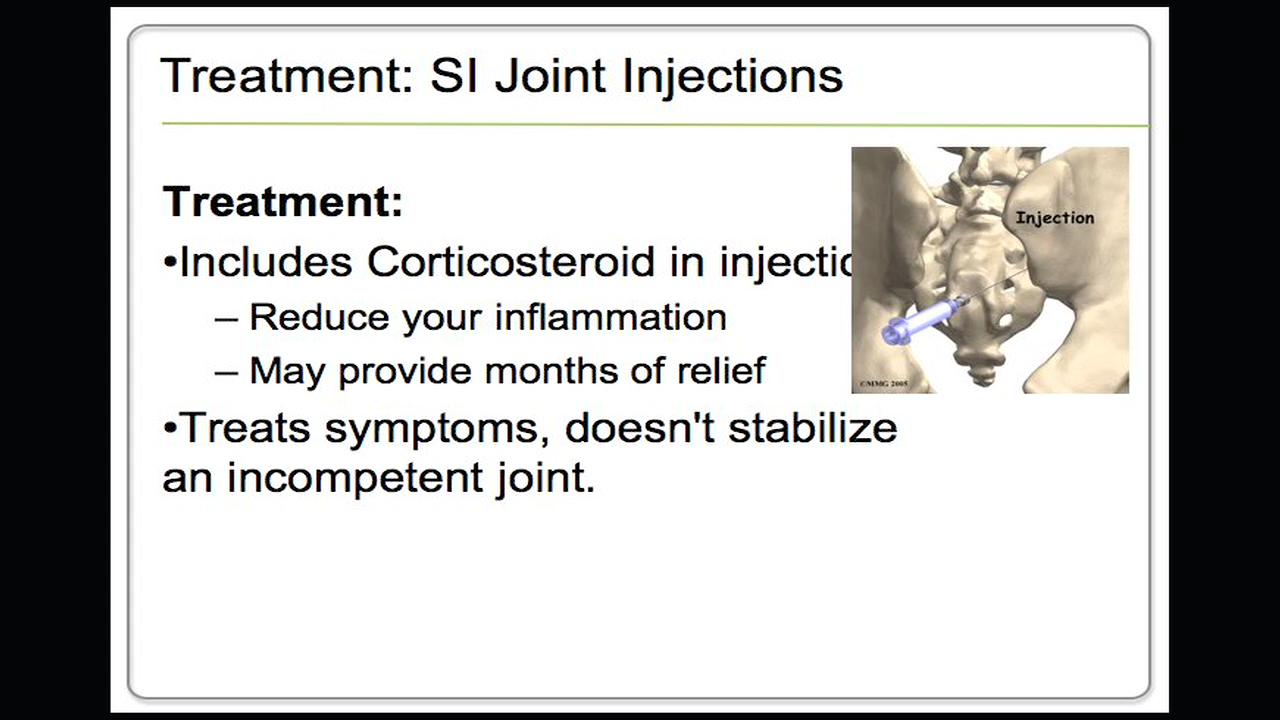 Treatment: SI Joint Injections
Treatment:
•Includes Corticosteroid in
– Reduce your inflammation
– May provide months of relief
•Treats symptoms, doesn't stabilize
an incompetent joint.
Injection
©MMG 2005